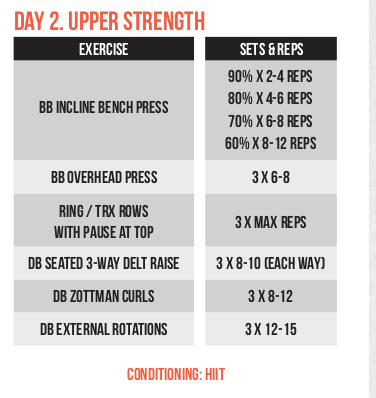 DAY 2. UPPER STRENGTH
EXERCISE SETS & REPS
BB INCLINE BENCH PRESS
90% X 2-4 REPS
80% X 4-6 REPS
70% X 6-8 REPS
60% X 8-12 REPS
BB OVERHEAD PRESS 3 X 6-8
RING / TRX ROWS
WITH PAUSE AT TOP
3 X MAX REPS
DB SEATED 3-WAY DELT RAISE 3 X 8-10 (EACH WAY)
DB ZOTTMAN CURLS 3 X 8-12
DB EXTERNAL ROTATIONS 3 X 12-15
CONDITIONING: HIIT